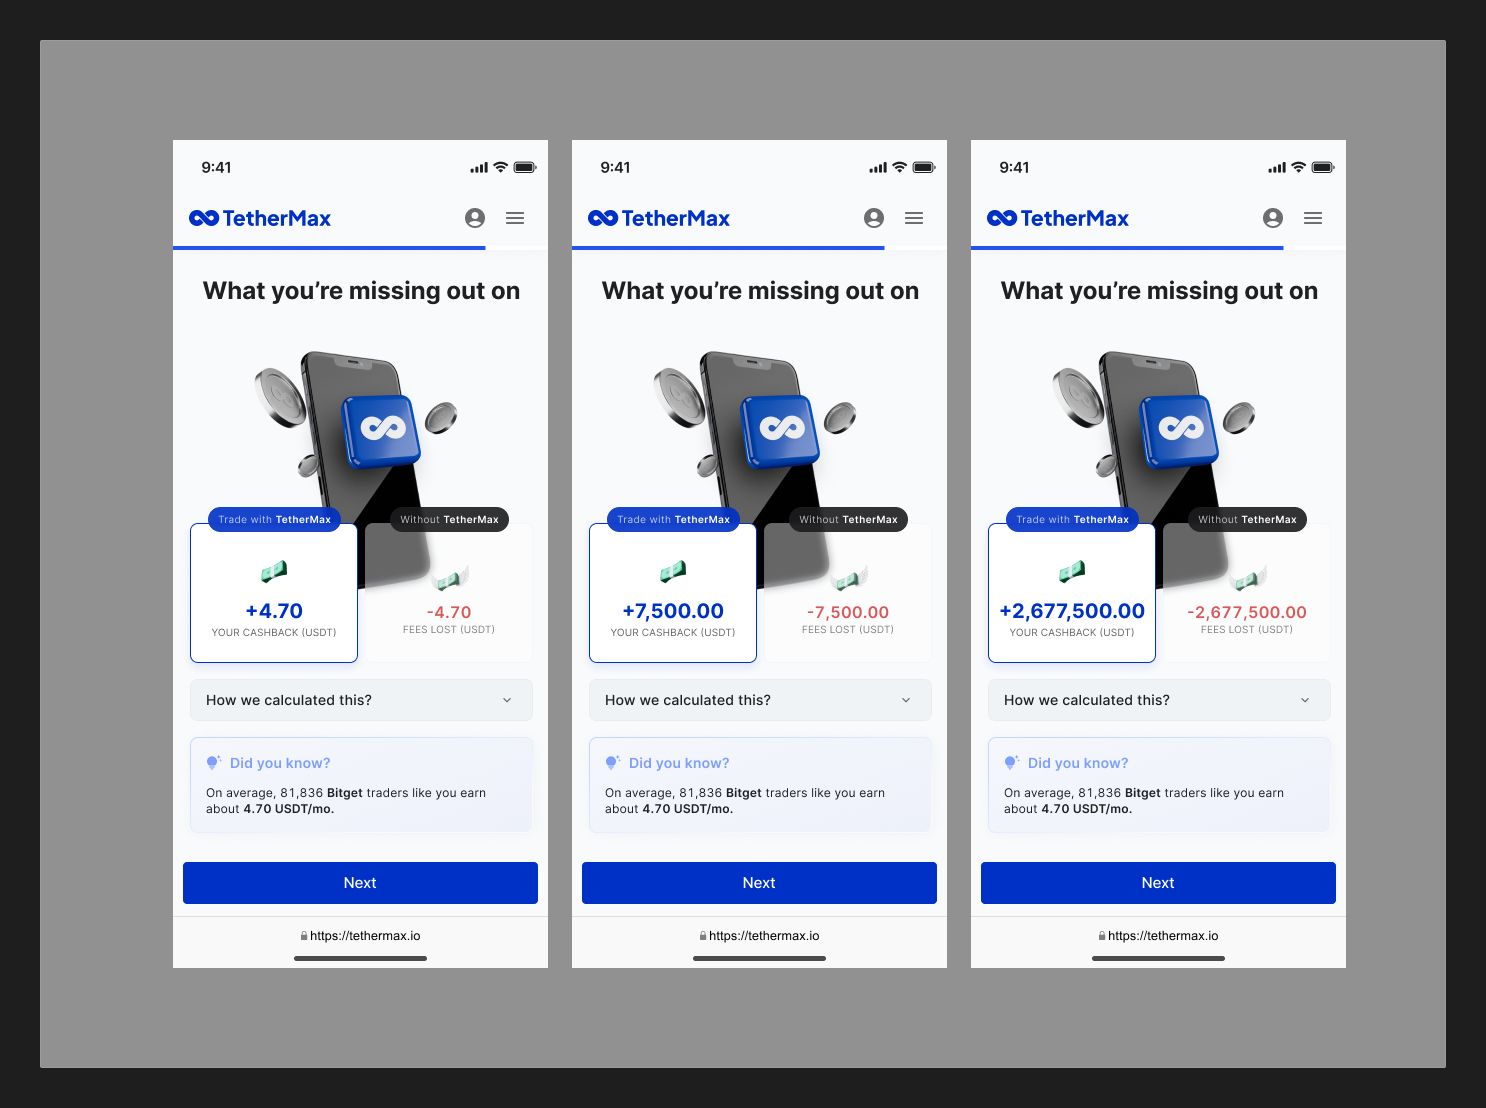 9:41
TetherMax
What you're missing out on
Trade with TetherMax
Without TetherMax
+4.70
YOUR CASHBACK (USDT)
-4.70
FEES LOST (USDT)
How we calculated this?
Did you know?
On average, 81,836 Bitget traders like you earn
about 4.70 USDT/mo.
Next
https://tethermax.io
9:41
TetherMax
What you're missing out on
Trade with TetherMax
Without TetherMax
+7,500.00
YOUR CASHBACK (USDT)
-7,500.00
FEES LOST (USDT)
How we calculated this?
Did you know?
On average, 81,836 Bitget traders like you earn
about 4.70 USDT/mo.
Next
https://tethermax.io
9:41
TetherMax
What you're missing out on
Trade with TetherMax
Without TetherMax
+2,677,500.00
YOUR CASHBACK (USDT)
-2,677,500.00
FEES LOST (USDT)
How we calculated this?
Did you know?
On average, 81,836 Bitget traders like you earn
about 4.70 USDT/mo.
Next
https://tethermax.io